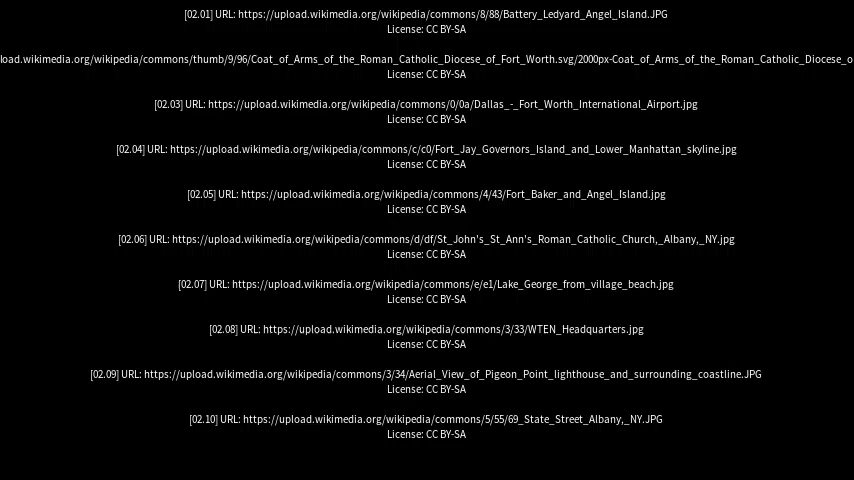 [02.01] URL: https://upload.wikimedia.org/wikipedia/commons/8/88/Battery_Ledyard_Angel_Island.JPG
License: CC BY-SA
load.wikimedia.org/wikipedia/commons/thumb/9/96/Coat_of_Arms_of_the_Roman_Catholic_Diocese_of_Fort_Worth.svg/2000px-Coat_of_Arms_of_the_Roman_Catholic_Diocese_o
License: CC BY-SA
[02.03] URL: https://upload.wikimedia.org/wikipedia/commons/0/0a/Dallas_-_Fort_Worth_International_Airport.jpg
License: CC BY-SA
[02.04] URL: https://upload.wikimedia.org/wikipedia/commons/c/c0/Fort_Jay_Governors_Island_and_Lower_Manhattan_skyline.jpg
License: CC BY-SA
[02.05] URL: https://upload.wikimedia.org/wikipedia/commons/4/43/Fort_Baker_and_Angel_Island.jpg
License: CC BY-SA
[02.06] URL: https://upload.wikimedia.org/wikipedia/commons/d/df/St_John's_St_Ann's_Roman_Catholic_Church,_Albany,_NY.jpg
License: CC BY-SA
[02.07] URL: https://upload.wikimedia.org/wikipedia/commons/e/e1/Lake_George_from_village_beach.jpg
License: CC BY-SA
[02.08] URL: https://upload.wikimedia.org/wikipedia/commons/3/33/WTEN_Headquarters.jpg
License: CC BY-SA
[02.09] URL: https://upload.wikimedia.org/wikipedia/commons/3/34/Aerial_View_of_Pigeon_Point_lighthouse_and_surrounding_coastline.JPG
License: CC BY-SA
[02.10] URL: https://upload.wikimedia.org/wikipedia/commons/5/55/69_State_Street_Albany,_NY.JPG
License: CC BY-SA